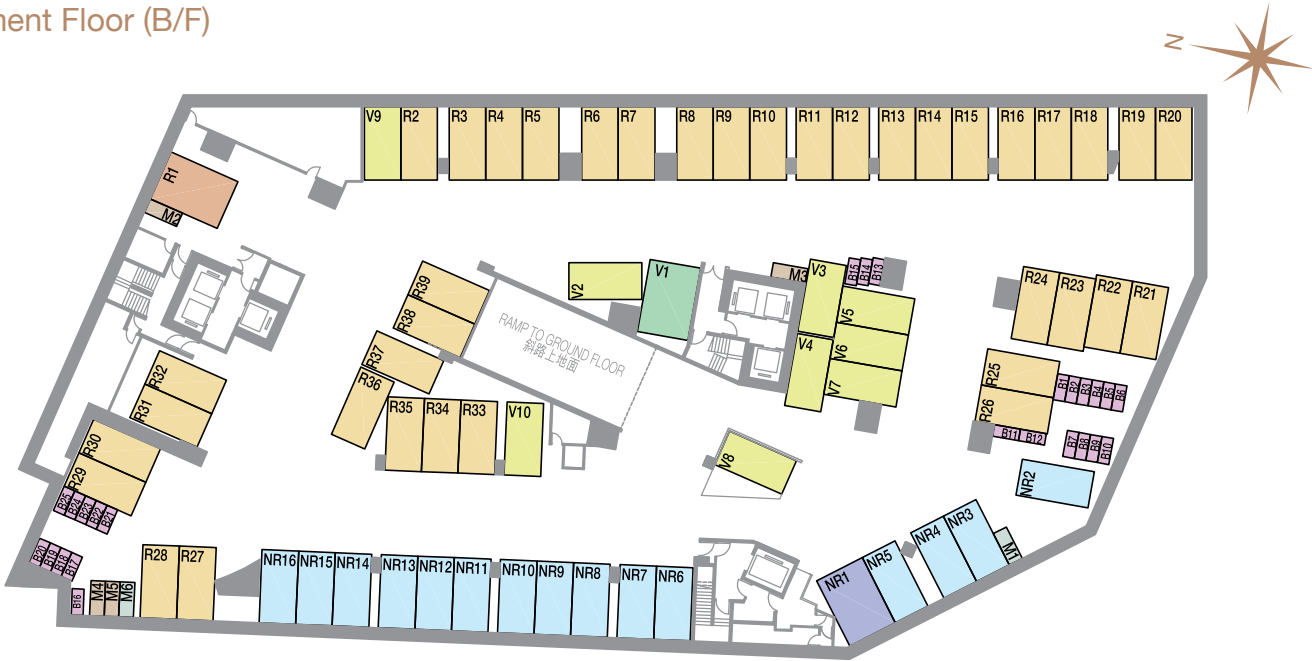 ment Floor (B/F)
N
V9 R2 R3 R4 R5 R6 R7 R8 R9 R10 R11 R12 R13 R14 R15 R16 R17 R18 R19 R20
R1
M2
R39
R38
R37
R36
V2
V1
M3
V3
B15 B14 B13
V5
V4
V6
V7
R24 R23 R22 R21
RAMP TO GROUND FLOOR
斜路上地面
R32
R31
R30
R29
R35 R34 R33 V10
R25
R26
B1 B2 B3 B4 B5 B6
B11 B12
B7 B8 B9 B10
V8
NR2
B25 B24 B23 B22 B21
B20 B19 B18 B17
B16
M4 M5 M6
R28 R27
NR16 NR15 NR14 NR13 NR12 NR11 NR10 NR9 NR8 NR7 NR6
NR1 NR5 NR4 NR3
M1